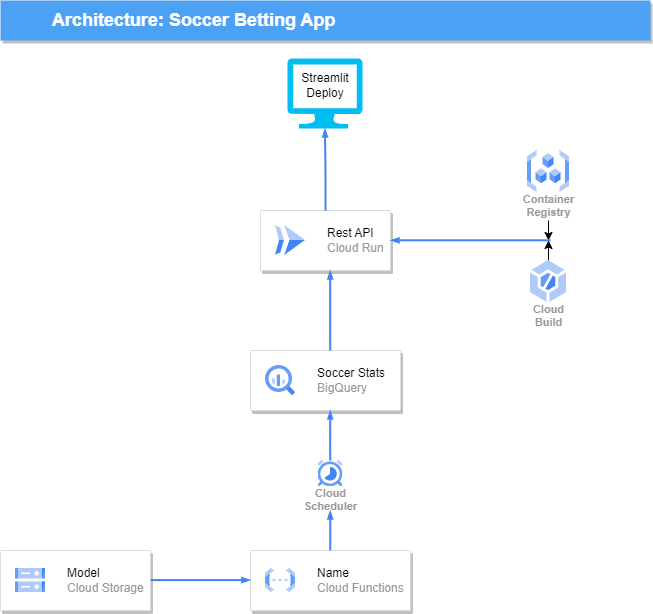 Architecture: Soccer Betting App
Streamlit
Deploy
Container
Registry
Rest API
Cloud Run
Cloud
Build
Soccer Stats
BigQuery
Cloud
Scheduler
Model
Cloud Storage
Name
Cloud Functions